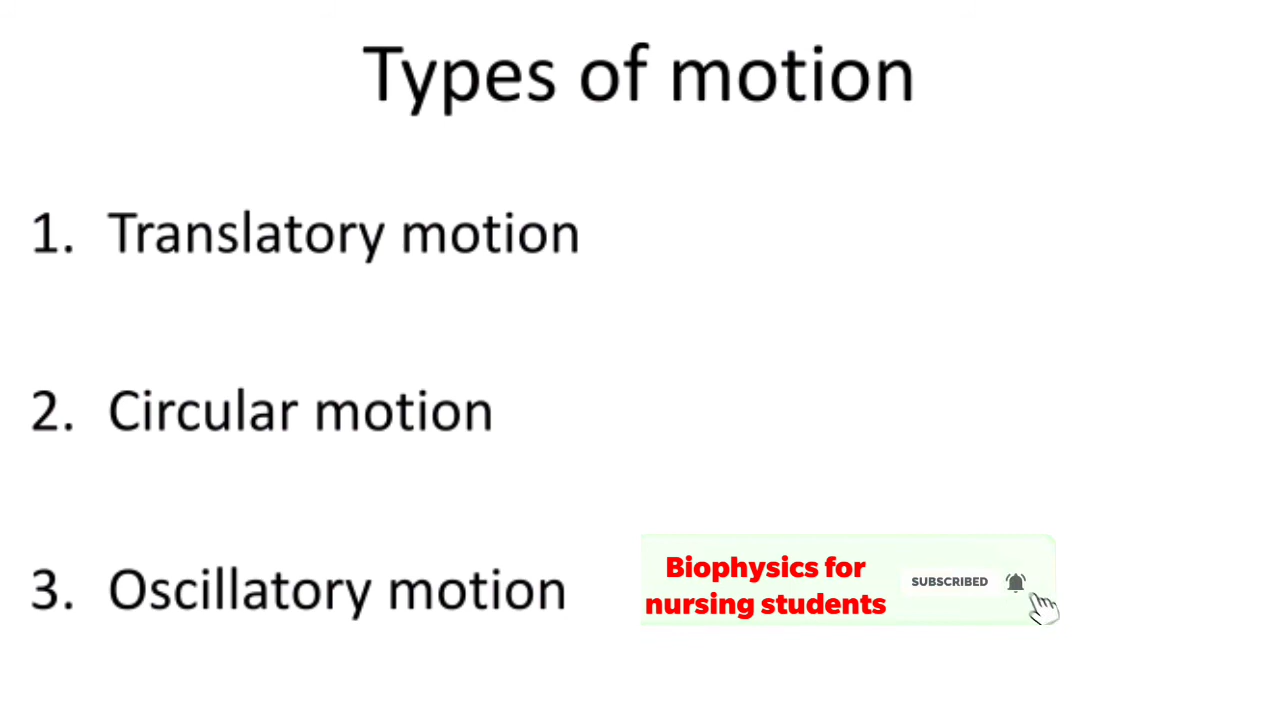 Types of motion
1. Translatory motion
2. Circular motion
3. Oscillatory motion
Biophysics for
nursing students
SUBSCRIBED